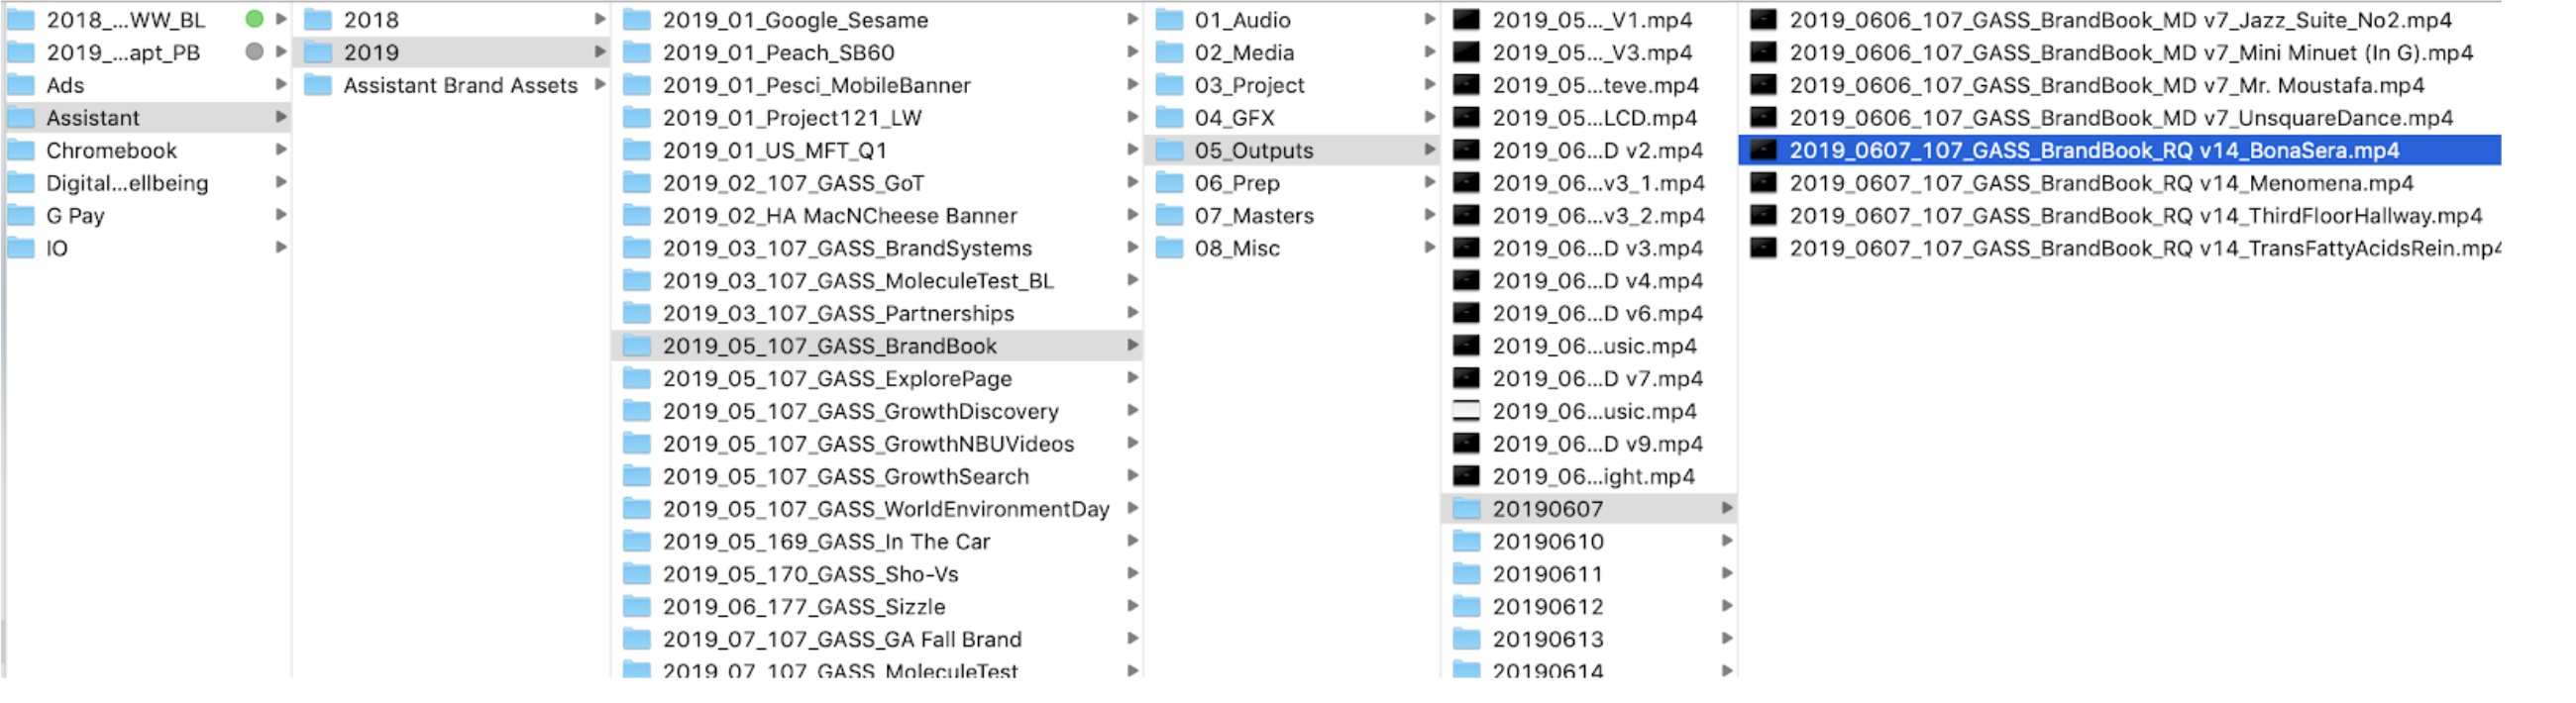 2018_...WW_BL
2019_...apt_PB
Ads
Assistant
Chromebook
Digital...ellbeing
G Pay
IO
2018
2019
Assistant Brand Assets
2019_01_Google_Sesame
2019_01_Peach_SB60
2019_01_Pesci_MobileBanner
2019_01_Project121_LW
2019_01_US_MFT_Q1
2019_02_107_GASS_GoT
2019_02_HA MacNCheese Banner
2019_03_107_GASS_BrandSystems
2019_03_107_GASS_MoleculeTest_BL
2019_03_107_GASS_Partnerships
2019_05_107_GASS_BrandBook
2019_05_107_GASS_ExplorePage
2019_05_107_GASS_GrowthDiscovery
2019_05_107_GASS_GrowthNBUVideos
2019_05_107_GASS_GrowthSearch
2019_05_107_GASS_WorldEnvironmentDay
2019_05_169_GASS_In The Car
2019_05_170_GASS_Sho-Vs
2019_06_177_GASS_Sizzle
2019_07_107_GASS_GA Fall Brand
2019_07_107_GASS_MoleculeTest
01_Audio
02_Media
03_Project
04_GFX
05_Outputs
06_Prep
07_Masters
08_Misc
2019_05..._V1.mp4
2019_05..._V3.mp4
2019_05...teve.mp4
2019_05...LCD.mp4
2019_06...D v2.mp4
2019_06...v3_1.mp4
2019_06...v3_2.mp4
2019_06...D v3.mp4
2019_06...D v4.mp4
2019_06...D v6.mp4
2019_06...usic.mp4
2019_06...D v7.mp4
2019_06...usic.mp4
2019_06...D v9.mp4
2019_06...ight.mp4
20190607
20190610
20190611
20190612
20190613
20190614
2019_0606_107_GASS_BrandBook_MD v7_Jazz_Suite_No2.mp4
2019_0606_107_GASS_BrandBook_MD v7_Mini Minuet (In G).mp4
2019_0606_107_GASS_BrandBook_MD v7_Mr. Moustafa.mp4
2019_0606_107_GASS_BrandBook_MD v7_UnsquareDance.mp4
2019_0607_107_GASS_BrandBook_RQ v14_BonaSera.mp4
2019_0607_107_GASS_BrandBook_RQ v14_Menomena.mp4
2019_0607_107_GASS_BrandBook_RQ v14_ThirdFloorHallway.mp4
2019_0607_107_GASS_BrandBook_RQ v14_TransFattyAcidsRein.mp4